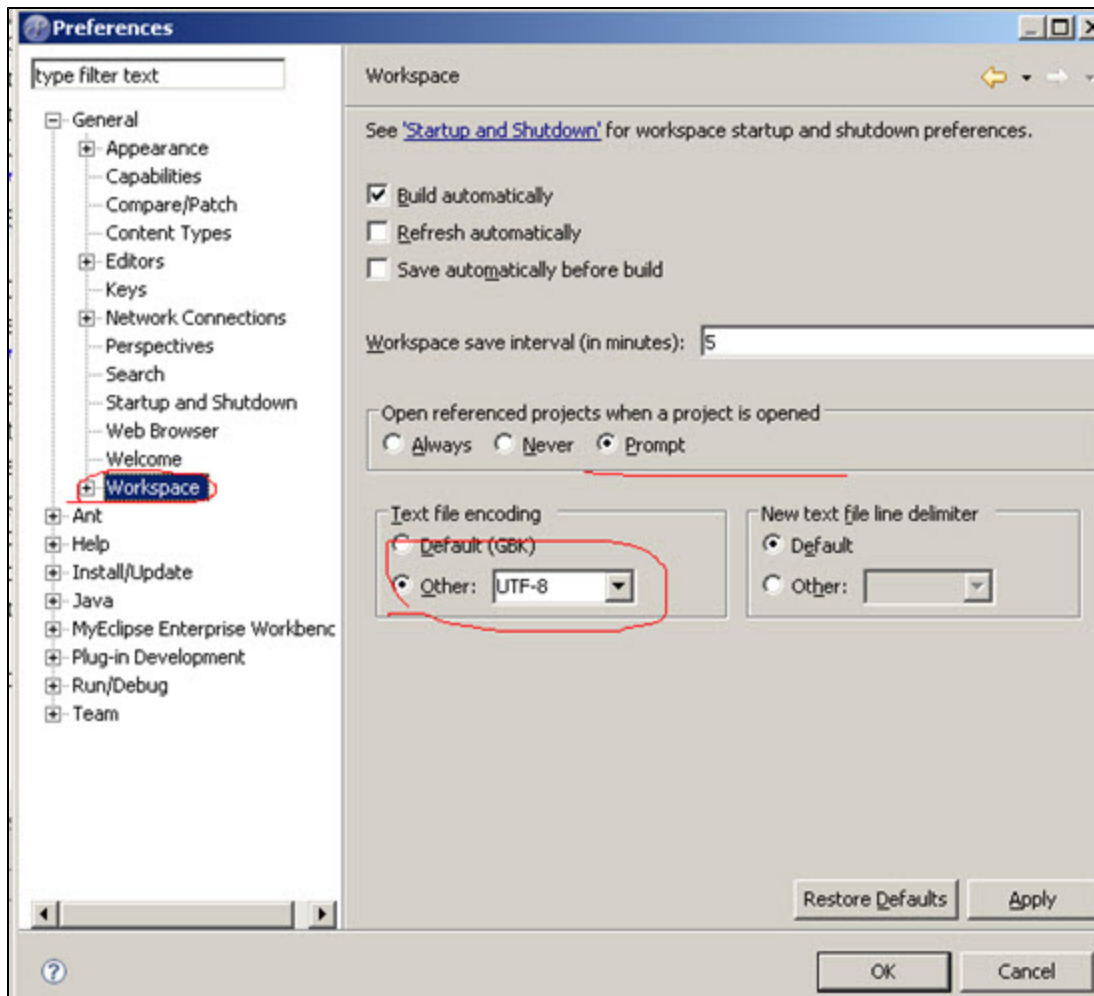 Preferences
type filter text
General
Appearance
Capabilities
Compare/Patch
Content Types
Editors
Keys
Network Connections
Perspectives
Search
Startup and Shutdown
Web Browser
Welcome
Workspace
Ant
Help
Install/Update
Java
MyEclipse Enterprise Workbenc
Plug-in Development
Run/Debug
Team
Workspace
See 'Startup and Shutdown' for workspace startup and shutdown preferences.
Build automatically
Refresh automatically
Save automatically before build
Workspace save interval (in minutes): 5
Open referenced projects when a project is opened
Always Never Prompt
Text file encoding
Default (GBK)
Other: UTF-8
New text file line delimiter
Default
Other:
Restore Defaults Apply
? OK Cancel